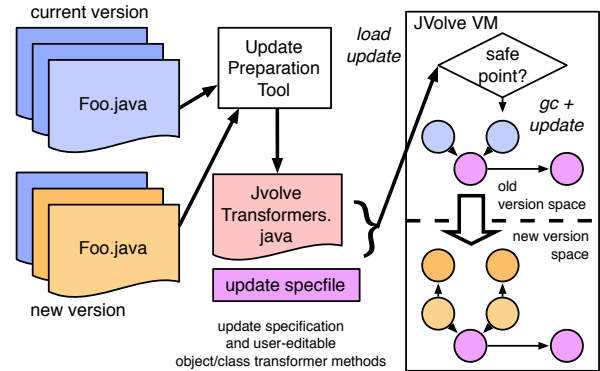 current version
Foo.java
Foo.java
new version
Update
Preparation
Tool
Jvolve
Transformers.
java
update specfile
update specification
and user-editable
object/class transformer methods
load
update
JVolve VM
safe
point?
gc +
update
old
version space
new version
space